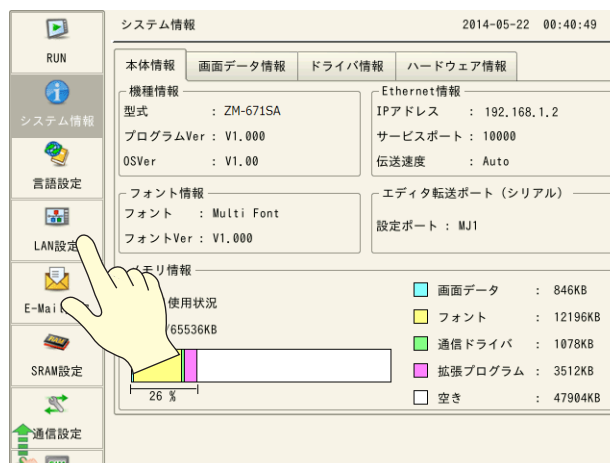 システム情報 2014-05-22 00:40:49
RUN
システム情報
言語設定
LAN設定
E-Mai
SRAM設定
通信設定
本体情報 画面データ情報 ドライバ情報 ハードウェア情報
機種情報
型式 : ZM-671SA
プログラムVer : V1.000
OSVer : V1.00
Ethernet情報
IPアドレス : 192.168.1.2
サービスポート : 10000
伝送速度 : Auto
フォント情報
フォント : Multi Font
フォントVer : V1.000
エディタ転送ポート (シリアル)
設定ポート : MJ1
メモリ情報
使用状況
/65536KB
26 %
画面データ : 846KB
フォント : 12196KB
通信ドライバ : 1078KB
拡張プログラム : 3512KB
空き : 47904KB